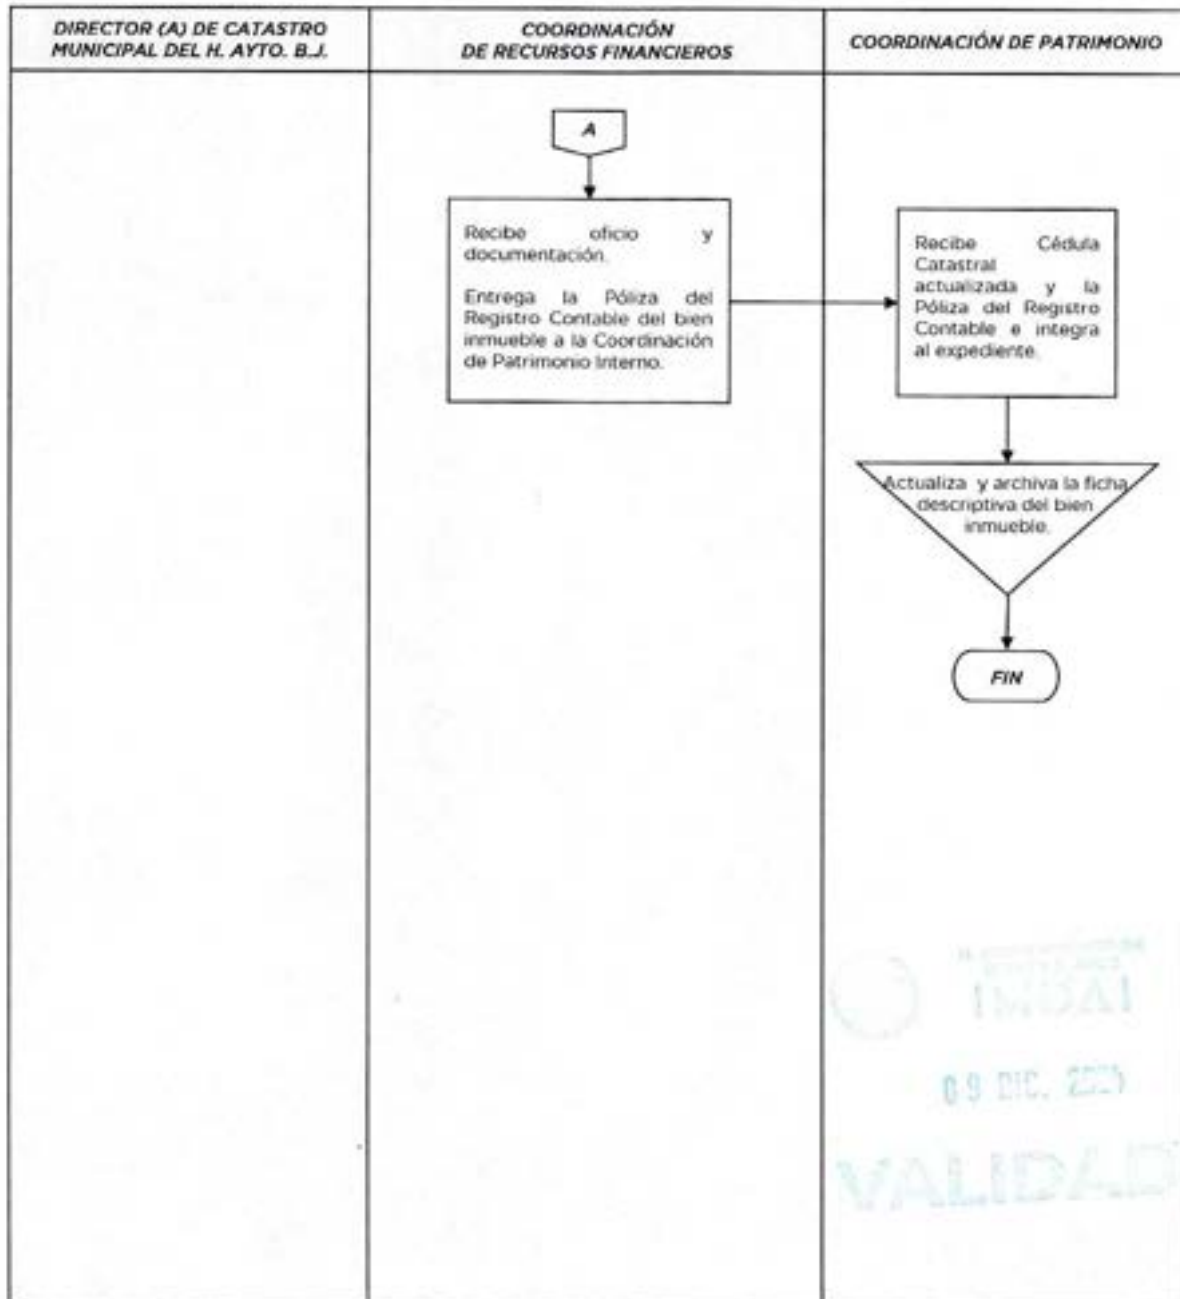 DIRECTOR (A) DE CATASTRO
MUNICIPAL DEL H. AYTO. B.J.
COORDINACIÓN
DE RECURSOS FINANCIEROS
COORDINACIÓN DE PATRIMONIO
A
Recibe oficio y
documentación.
Entrega la Póliza del
Registro Contable del bien
inmueble a la Coordinación
de Patrimonio Interno.
Recibe Cédula
Catastral
actualizada y la
Póliza del Registro
Contable e integra
al expediente.
Actualiza y archiva la ficha
descriptiva del bien
inmueble.
FIN
09 DIC.
VALIDAD